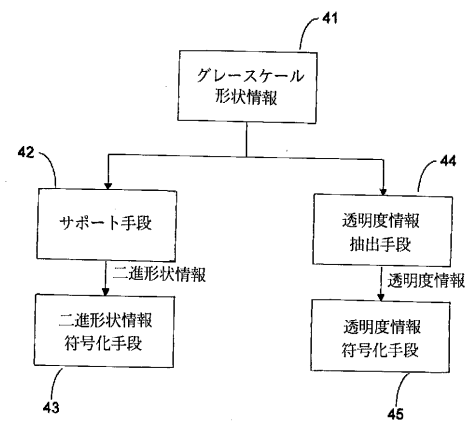 41
グレースケール
形状情報
42
44
サポート手段
透明度情報
抽出手段
二進形状情報
透明度情報
二進形状情報
符号化手段
透明度情報
符号化手段
43
45